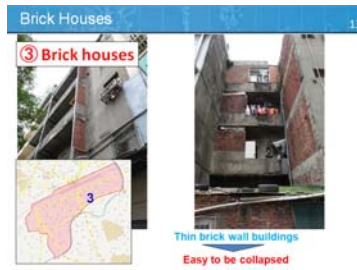 Brick Houses
③ Brick houses
3
Thin brick wall buildings
Easy to be collapsed